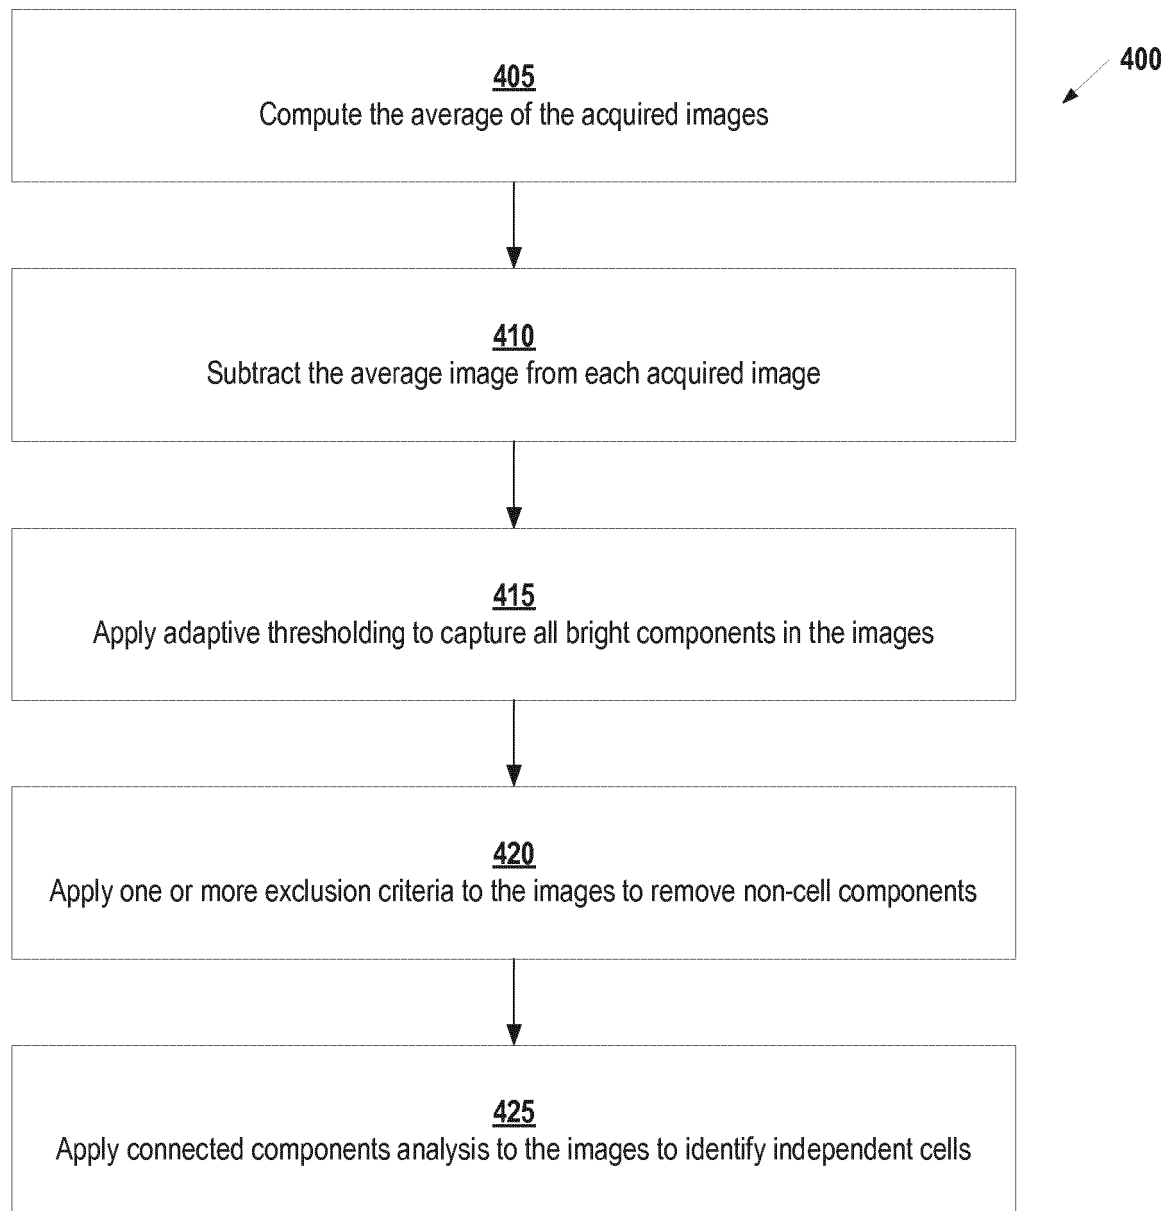 400
405
Compute the average of the acquired images
410
Subtract the average image from each acquired image
415
Apply adaptive thresholding to capture all bright components in the images
420
Apply one or more exclusion criteria to the images to remove non-cell components
425
Apply connected components analysis to the images to identify independent cells